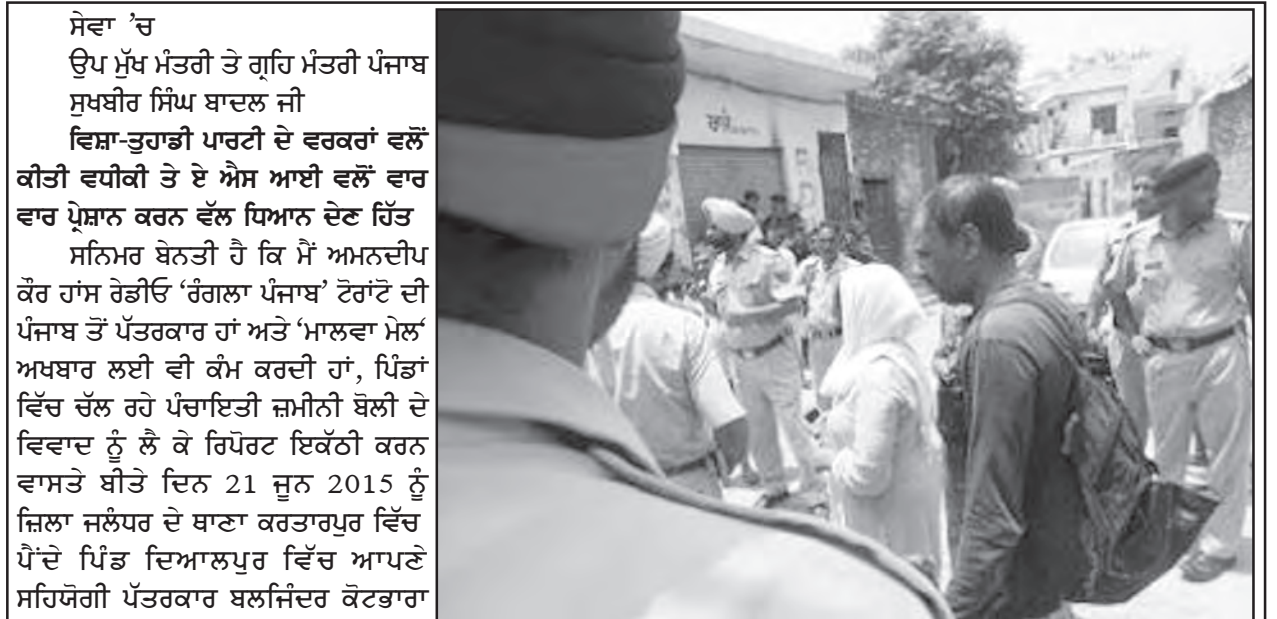 ਸੇਵਾ ’ਚ
ਉਪ ਮੁੱਖ ਮੰਤਰੀ ਤੇ ਗ੍ਰਹਿ ਮੰਤਰੀ ਪੰਜਾਬ
ਸੁਖਬੀਰ ਸਿੰਘ ਬਾਦਲ ਜੀ
ਵਿਸ਼ਾ-ਤੁਹਾਡੀ ਪਾਰਟੀ ਦੇ ਵਰਕਰਾਂ ਵਲੋਂ
ਕੀਤੀ ਵਧੀਕੀ ਤੇ ਏ ਐਸ ਆਈ ਵਲੋਂ ਵਾਰ
ਵਾਰ ਪ੍ਰੇਸ਼ਾਨ ਕਰਨ ਵੱਲ ਧਿਆਨ ਦੇਣ ਹਿੱਤ
ਸਨਿਮਰ ਬੇਨਤੀ ਹੈ ਕਿ ਮੈਂ ਅਮਨਦੀਪ
ਕੌਰ ਹਾਂਸ ਰੇਡੀਓ ‘ਰੰਗਲਾ ਪੰਜਾਬ’ ਟੋਰਾਂਟੋ ਦੀ
ਪੰਜਾਬ ਤੋਂ ਪੱਤਰਕਾਰ ਹਾਂ ਅਤੇ ‘ਮਾਲਵਾ ਮੇਲ‘
ਅਖਬਾਰ ਲਈ ਵੀ ਕੰਮ ਕਰਦੀ ਹਾਂ, ਪਿੰਡਾਂ
ਵਿੱਚ ਚੱਲ ਰਹੇ ਪੰਚਾਇਤੀ ਜ਼ਮੀਨੀ ਬੋਲੀ ਦੇ
ਵਿਵਾਦ ਨੂੰ ਲੈ ਕੇ ਰਿਪੋਰਟ ਇਕੱਠੀ ਕਰਨ
ਵਾਸਤੇ ਬੀਤੇ ਦਿਨ 21 ਜੂਨ 2015 ਨੂੰ
ਜ਼ਿਲਾ ਜਲੰਧਰ ਦੇ ਥਾਣਾ ਕਰਤਾਰਪੁਰ ਵਿੱਚ
ਪੈਂਦੇ ਪਿੰਡ ਦਿਆਲਪੁਰ ਵਿੱਚ ਆਪਣੇ
ਸਹਿਯੋਗੀ ਪੱਤਰਕਾਰ ਬਲਜਿੰਦਰ ਕੋਟਭਾਰਾ